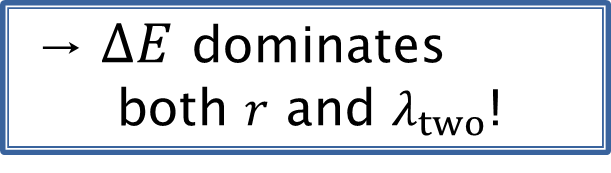 → Δ𝐸 dominates
both 𝑟 and 𝜆_two!